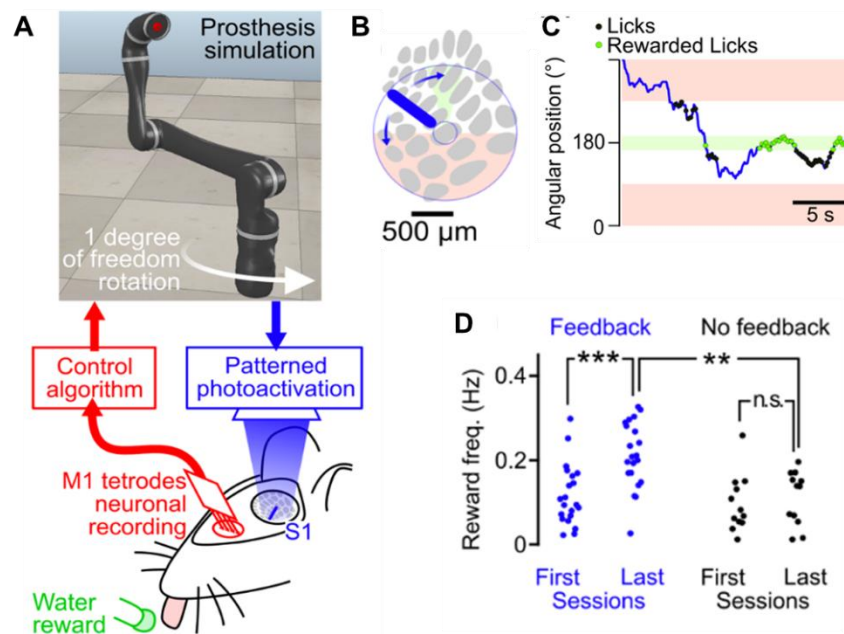 A
Prosthesis
simulation
1 degree
of freedom
rotation
Control
algorithm
Patterned
photoactivation
M1 tetrodes
neuronal
recording
S1
Water
reward
B
500 µm
C
Licks
Rewarded Licks
Angular position (°)
180
0
5 s
D
Feedback
No feedback
***
**
n.s.
Reward freq. (Hz)
0.4
0.2
0
First
Last
First
Last
Sessions
Sessions